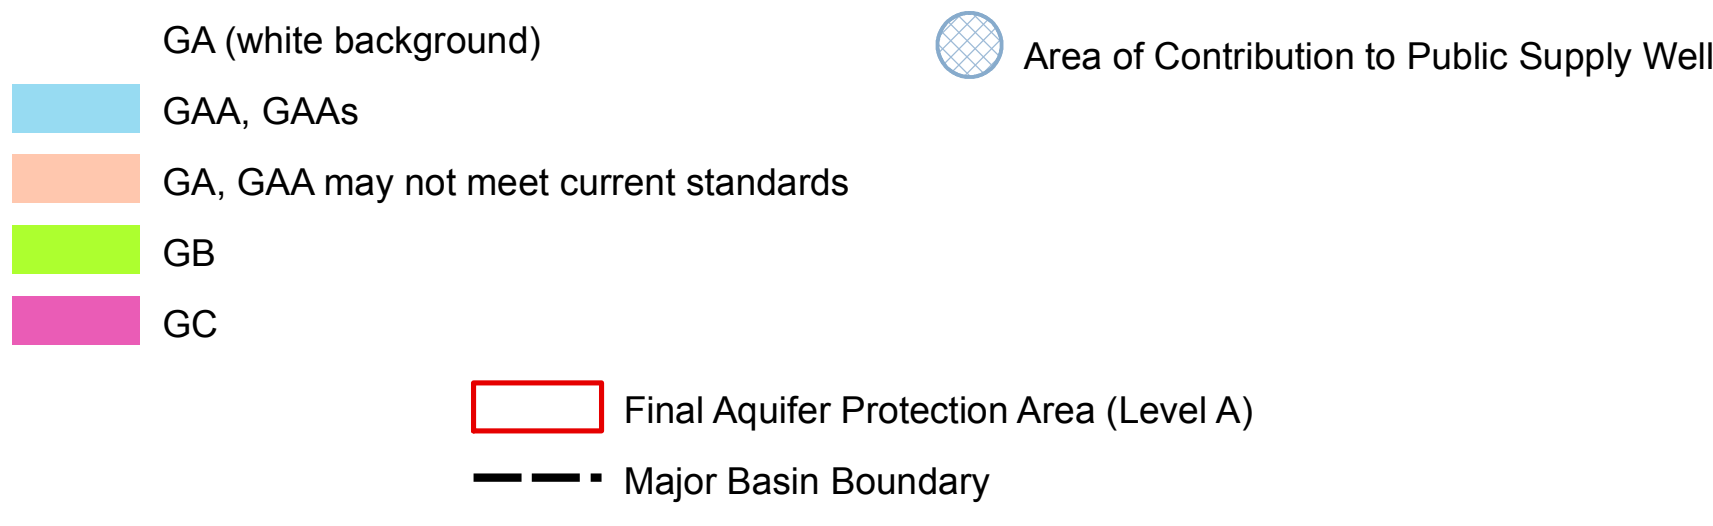 GA (white background)
Area of Contribution to Public Supply Well
GAA, GAAs
GA, GAA may not meet current standards
GB
GC
Final Aquifer Protection Area (Level A)
Major Basin Boundary